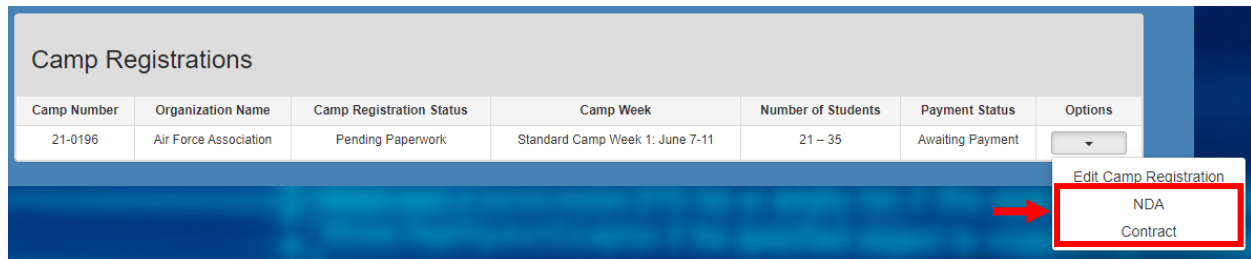 Camp Registrations
Camp Number Organization Name Camp Registration Status Camp Week Number of Students Payment Status Options
21-0196 Air Force Association Pending Paperwork Standard Camp Week 1: June 7-11 21 – 35 Awaiting Payment
Edit Camp Registration
NDA
Contract